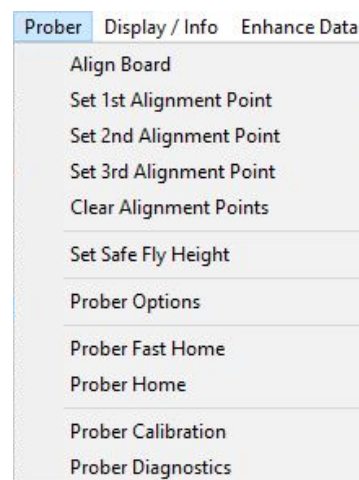 Prober Display / Info Enhance Data
Align Board
Set 1st Alignment Point
Set 2nd Alignment Point
Set 3rd Alignment Point
Clear Alignment Points
Set Safe Fly Height
Prober Options
Prober Fast Home
Prober Home
Prober Calibration
Prober Diagnostics